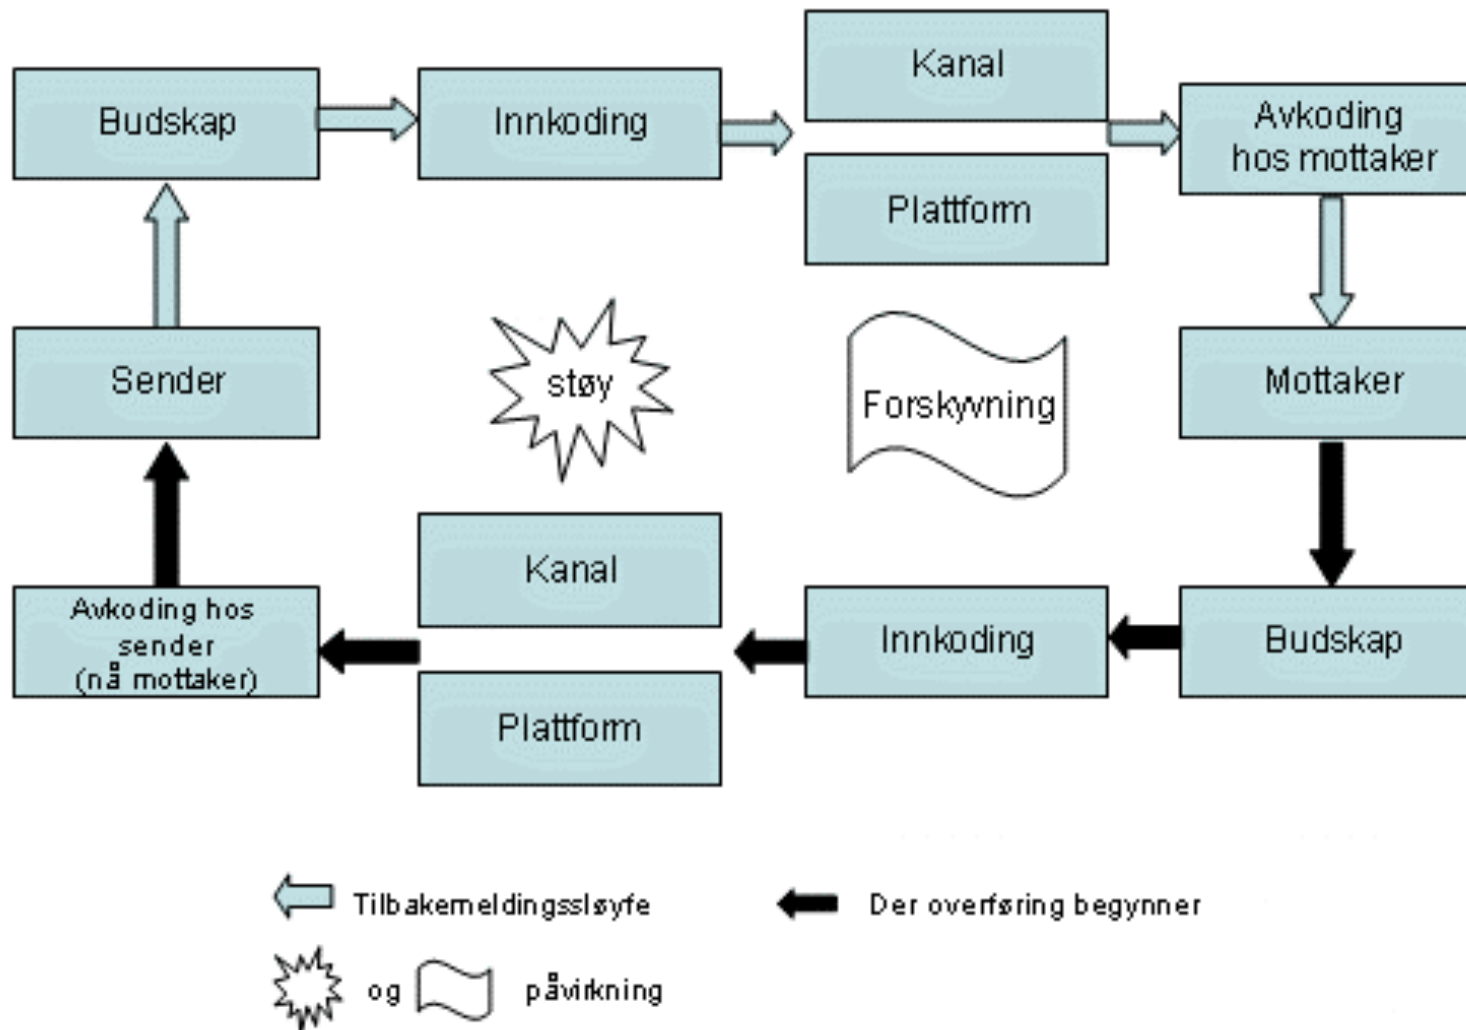 Budskap
Innkoding
Kanal
Plattform
Avkoding
hos mottaker
Sender
støy
Forskyvning
Mottaker
Avkoding hos
sender
(nå mottaker)
Kanal
Plattform
Innkoding
Budskap
Tilbakemeldingssløyfe
Der overføring begynner
og
påvirkning